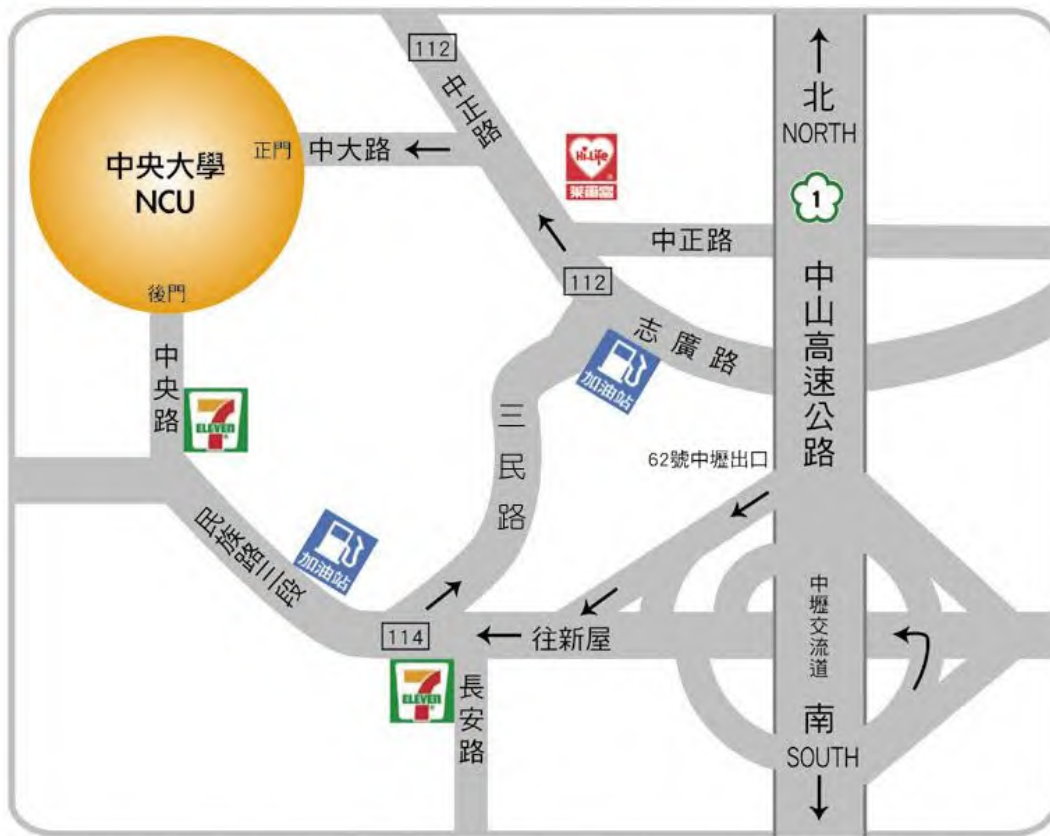 112
中正路
北
NORTH
正門
中大路
Hi-Life
萊爾富
中央大學
NCU
1
中正路
後門
112
中山高速公路
志廣路
加油站
中央路
7
ELEVEN
三民路
62號中壢出口
民族路三段
加油站
中壢交流道
114
往新屋
7
ELEVEN
長安路
南
SOUTH